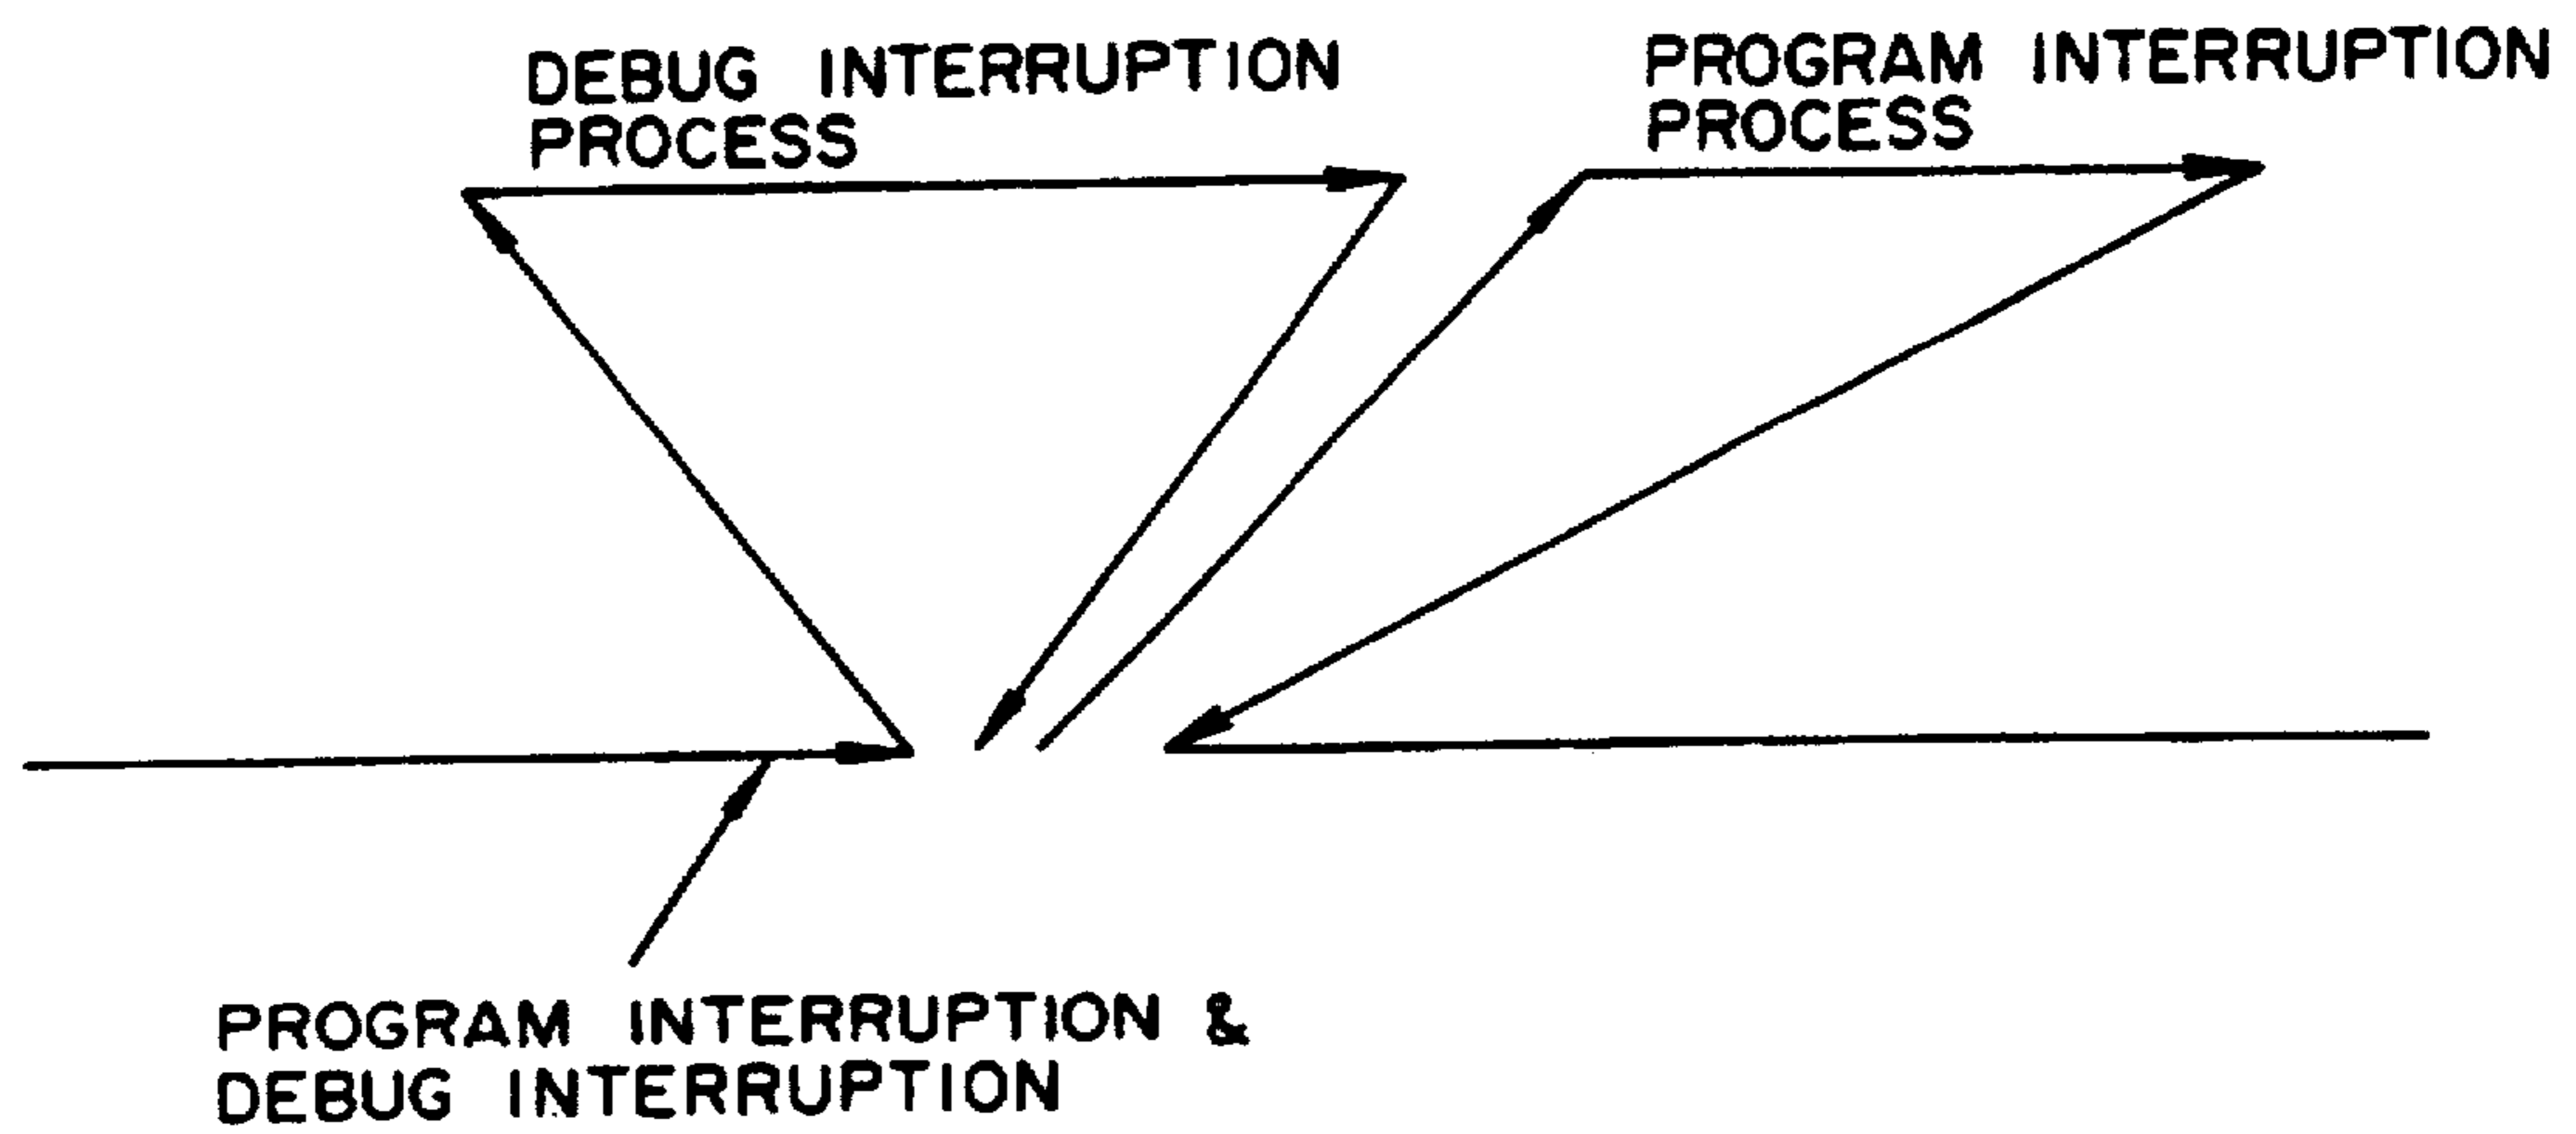 DEBUG INTERRUPTION
PROCESS
PROGRAM INTERRUPTION
PROCESS
PROGRAM INTERRUPTION &
DEBUG INTERRUPTION